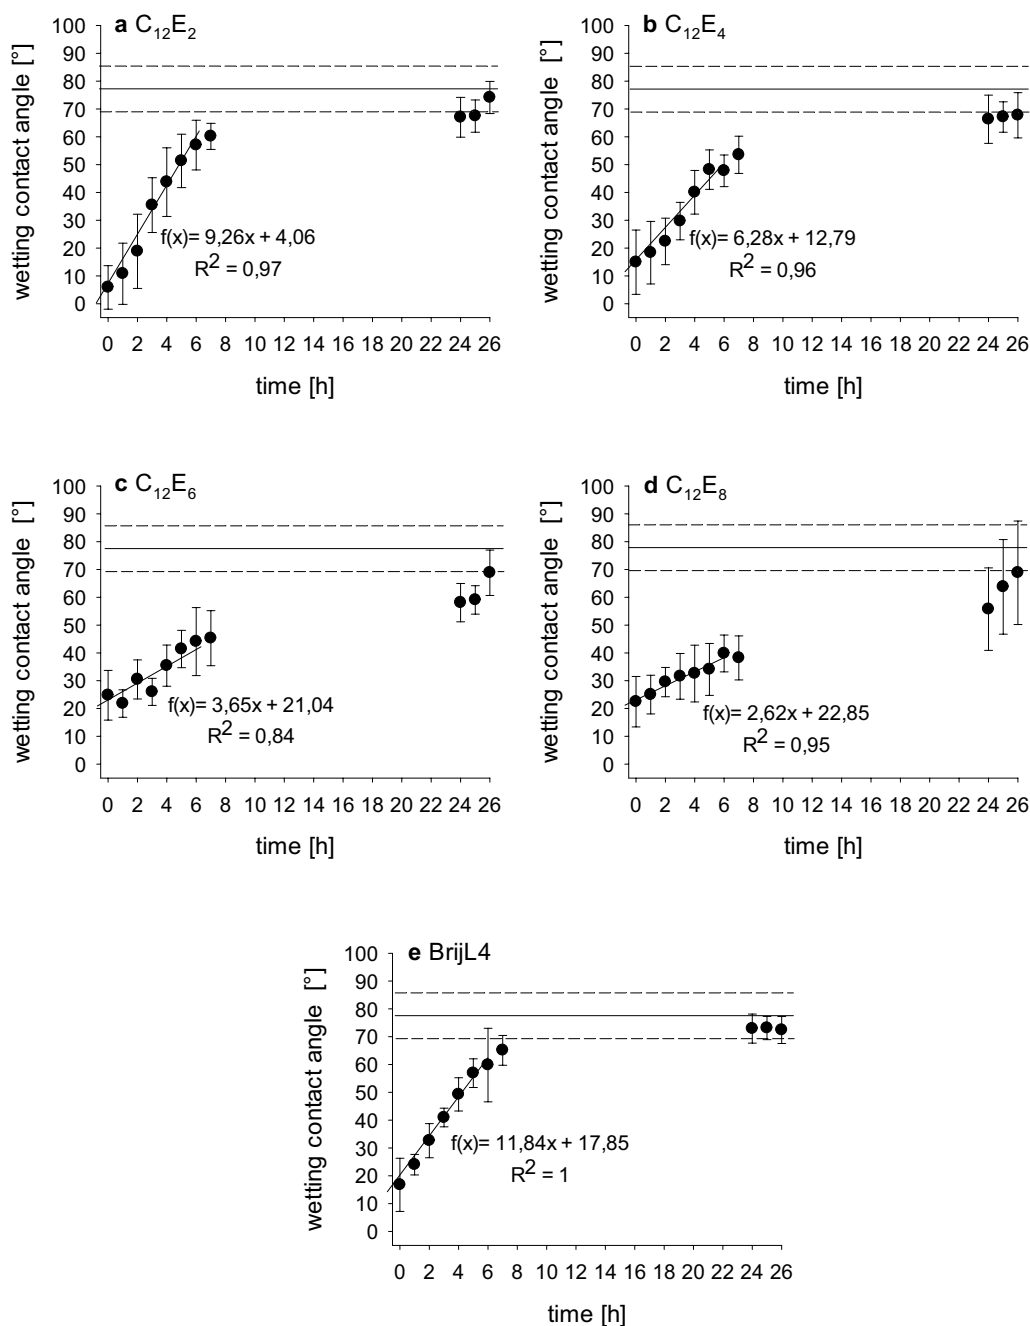 a C₁₂E₂
wetting contact angle [°]
100
90
80
70
60
50
40
30
20
10
0
f(x)= 9,26x + 4,06
R² = 0,97
0 2 4 6 8 10 12 14 16 18 20 22 24 26
time [h]
b C₁₂E₄
wetting contact angle [°]
100
90
80
70
60
50
40
30
20
10
0
f(x)= 6,28x + 12,79
R² = 0,96
0 2 4 6 8 10 12 14 16 18 20 22 24 26
time [h]
c C₁₂E₆
wetting contact angle [°]
100
90
80
70
60
50
40
30
20
10
0
f(x)= 3,65x + 21,04
R² = 0,84
0 2 4 6 8 10 12 14 16 18 20 22 24 26
time [h]
d C₁₂E₈
wetting contact angle [°]
100
90
80
70
60
50
40
30
20
10
0
f(x)= 2,62x + 22,85
R² = 0,95
0 2 4 6 8 10 12 14 16 18 20 22 24 26
time [h]
e BrijL4
wetting contact angle [°]
100
90
80
70
60
50
40
30
20
10
0
f(x)= 11,84x + 17,85
R² = 1
0 2 4 6 8 10 12 14 16 18 20 22 24 26
time [h]